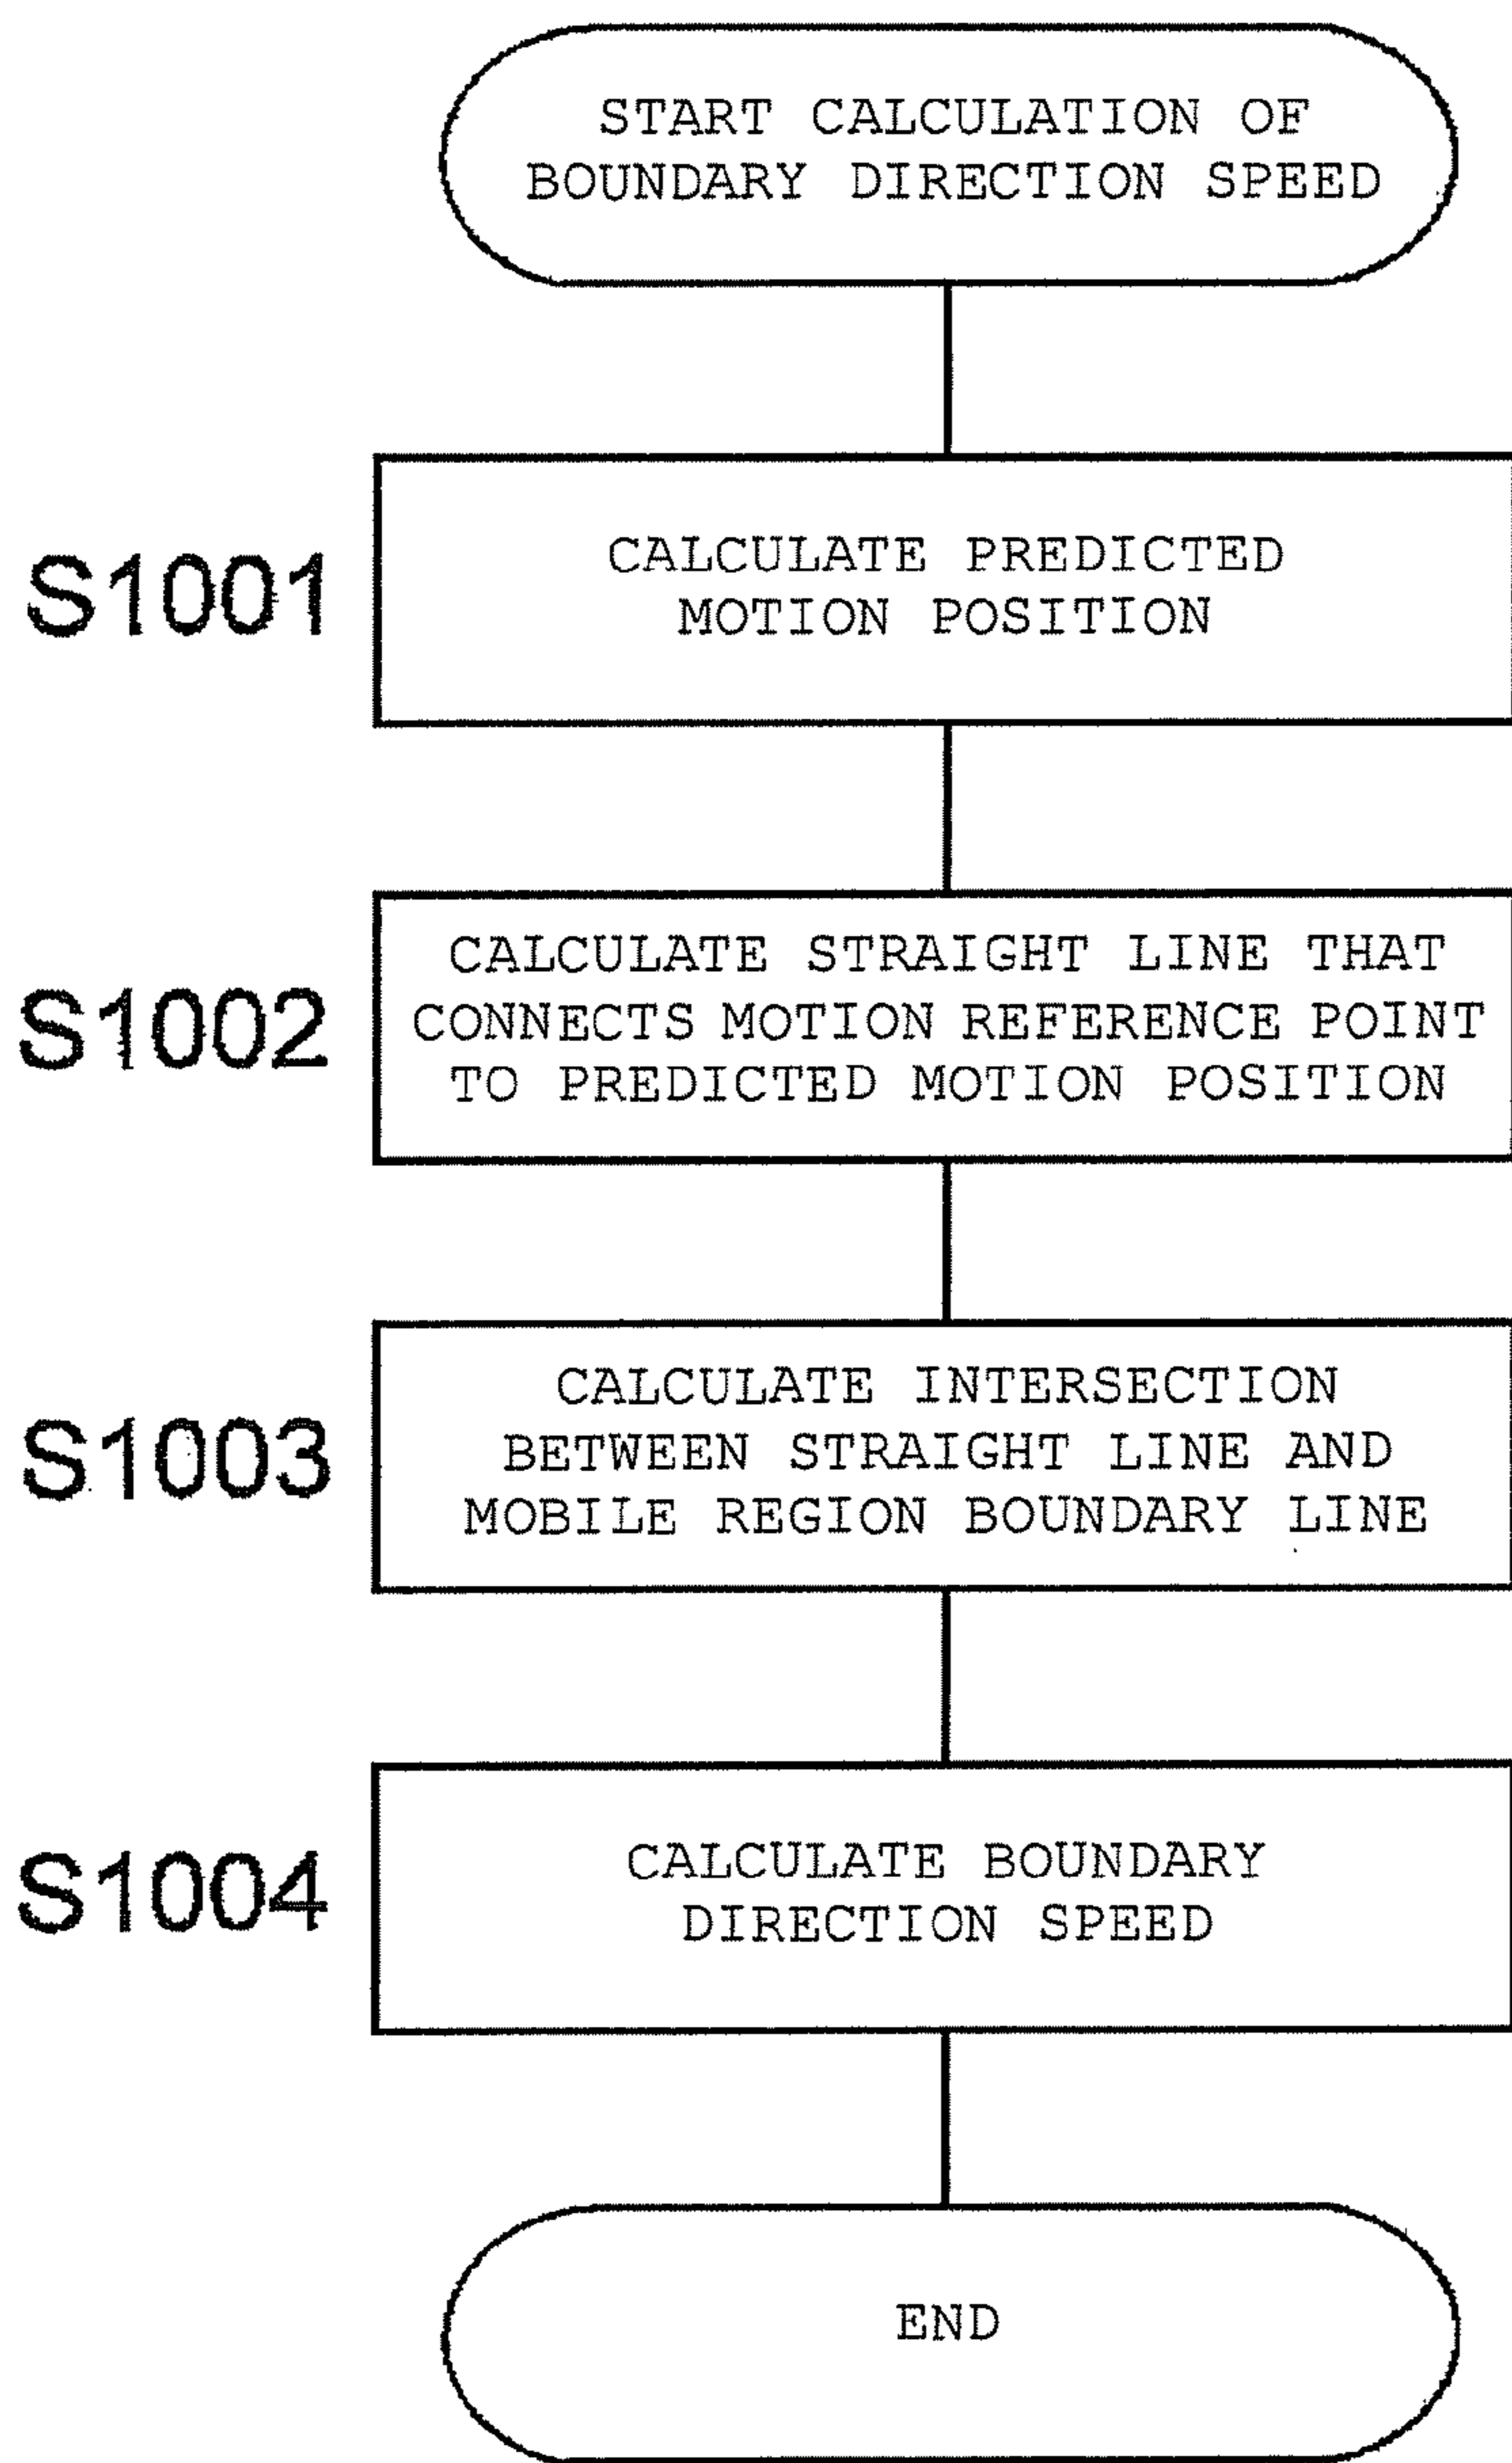 START CALCULATION OF
BOUNDARY DIRECTION SPEED
S1001
CALCULATE PREDICTED
MOTION POSITION
S1002
CALCULATE STRAIGHT LINE THAT
CONNECTS MOTION REFERENCE POINT
TO PREDICTED MOTION POSITION
S1003
CALCULATE INTERSECTION
BETWEEN STRAIGHT LINE AND
MOBILE REGION BOUNDARY LINE
S1004
CALCULATE BOUNDARY
DIRECTION SPEED
END